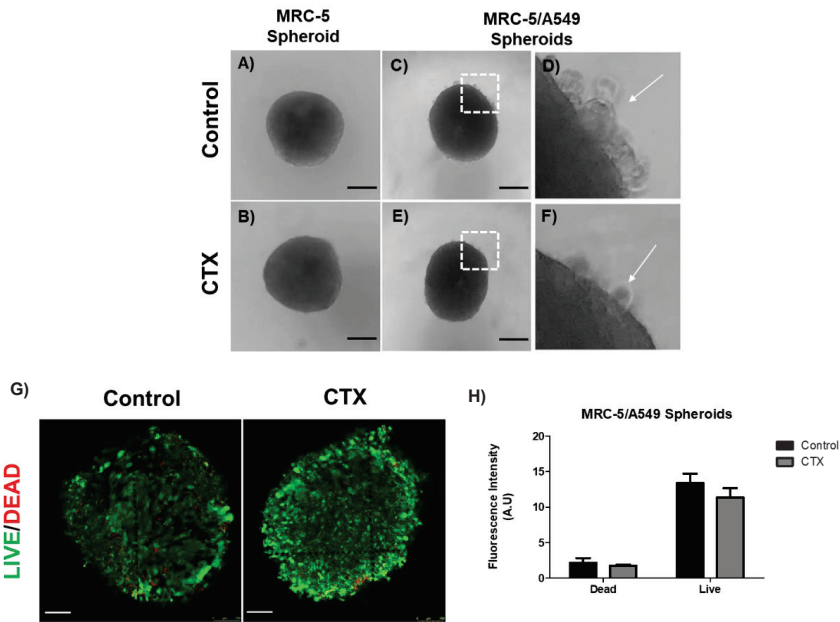 MRC-5
Spheroid
MRC-5/A549
Spheroids
Control
A)
C)
D)
CTX
B)
E)
F)
G)
Control
CTX
LIVE/DEAD
H)
MRC-5/A549 Spheroids
Fluorescence Intensity
(A.U)
20
15
10
5
0
Dead
Live
Control
CTX